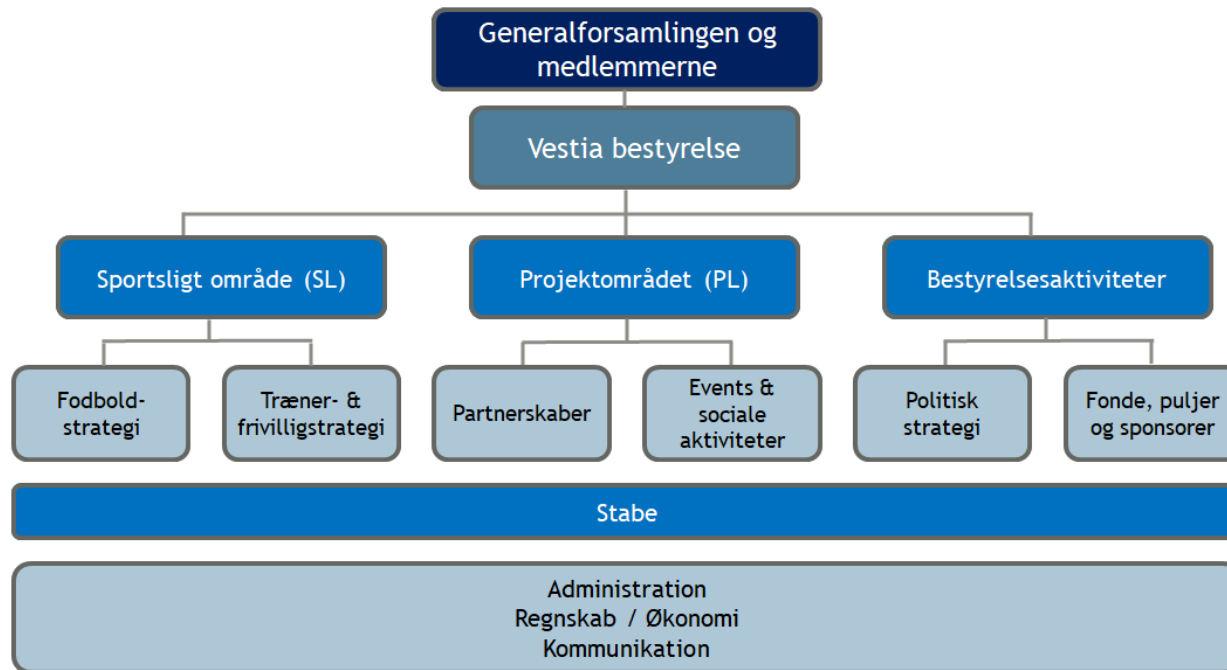 Generalforsamlingen og
medlemmerne
Vestia bestyrelse
Sportsligt område (SL)
Projektområdet (PL)
Bestyrelsesaktiviteter
Fodbold-
strategi
Træner- &
frivilligstrategi
Partnerskaber
Events &
sociale
aktiviteter
Politisk
strategi
Fonde, puljer
og sponsorer
Stabe
Administration
Regnskab / Økonomi
Kommunikation